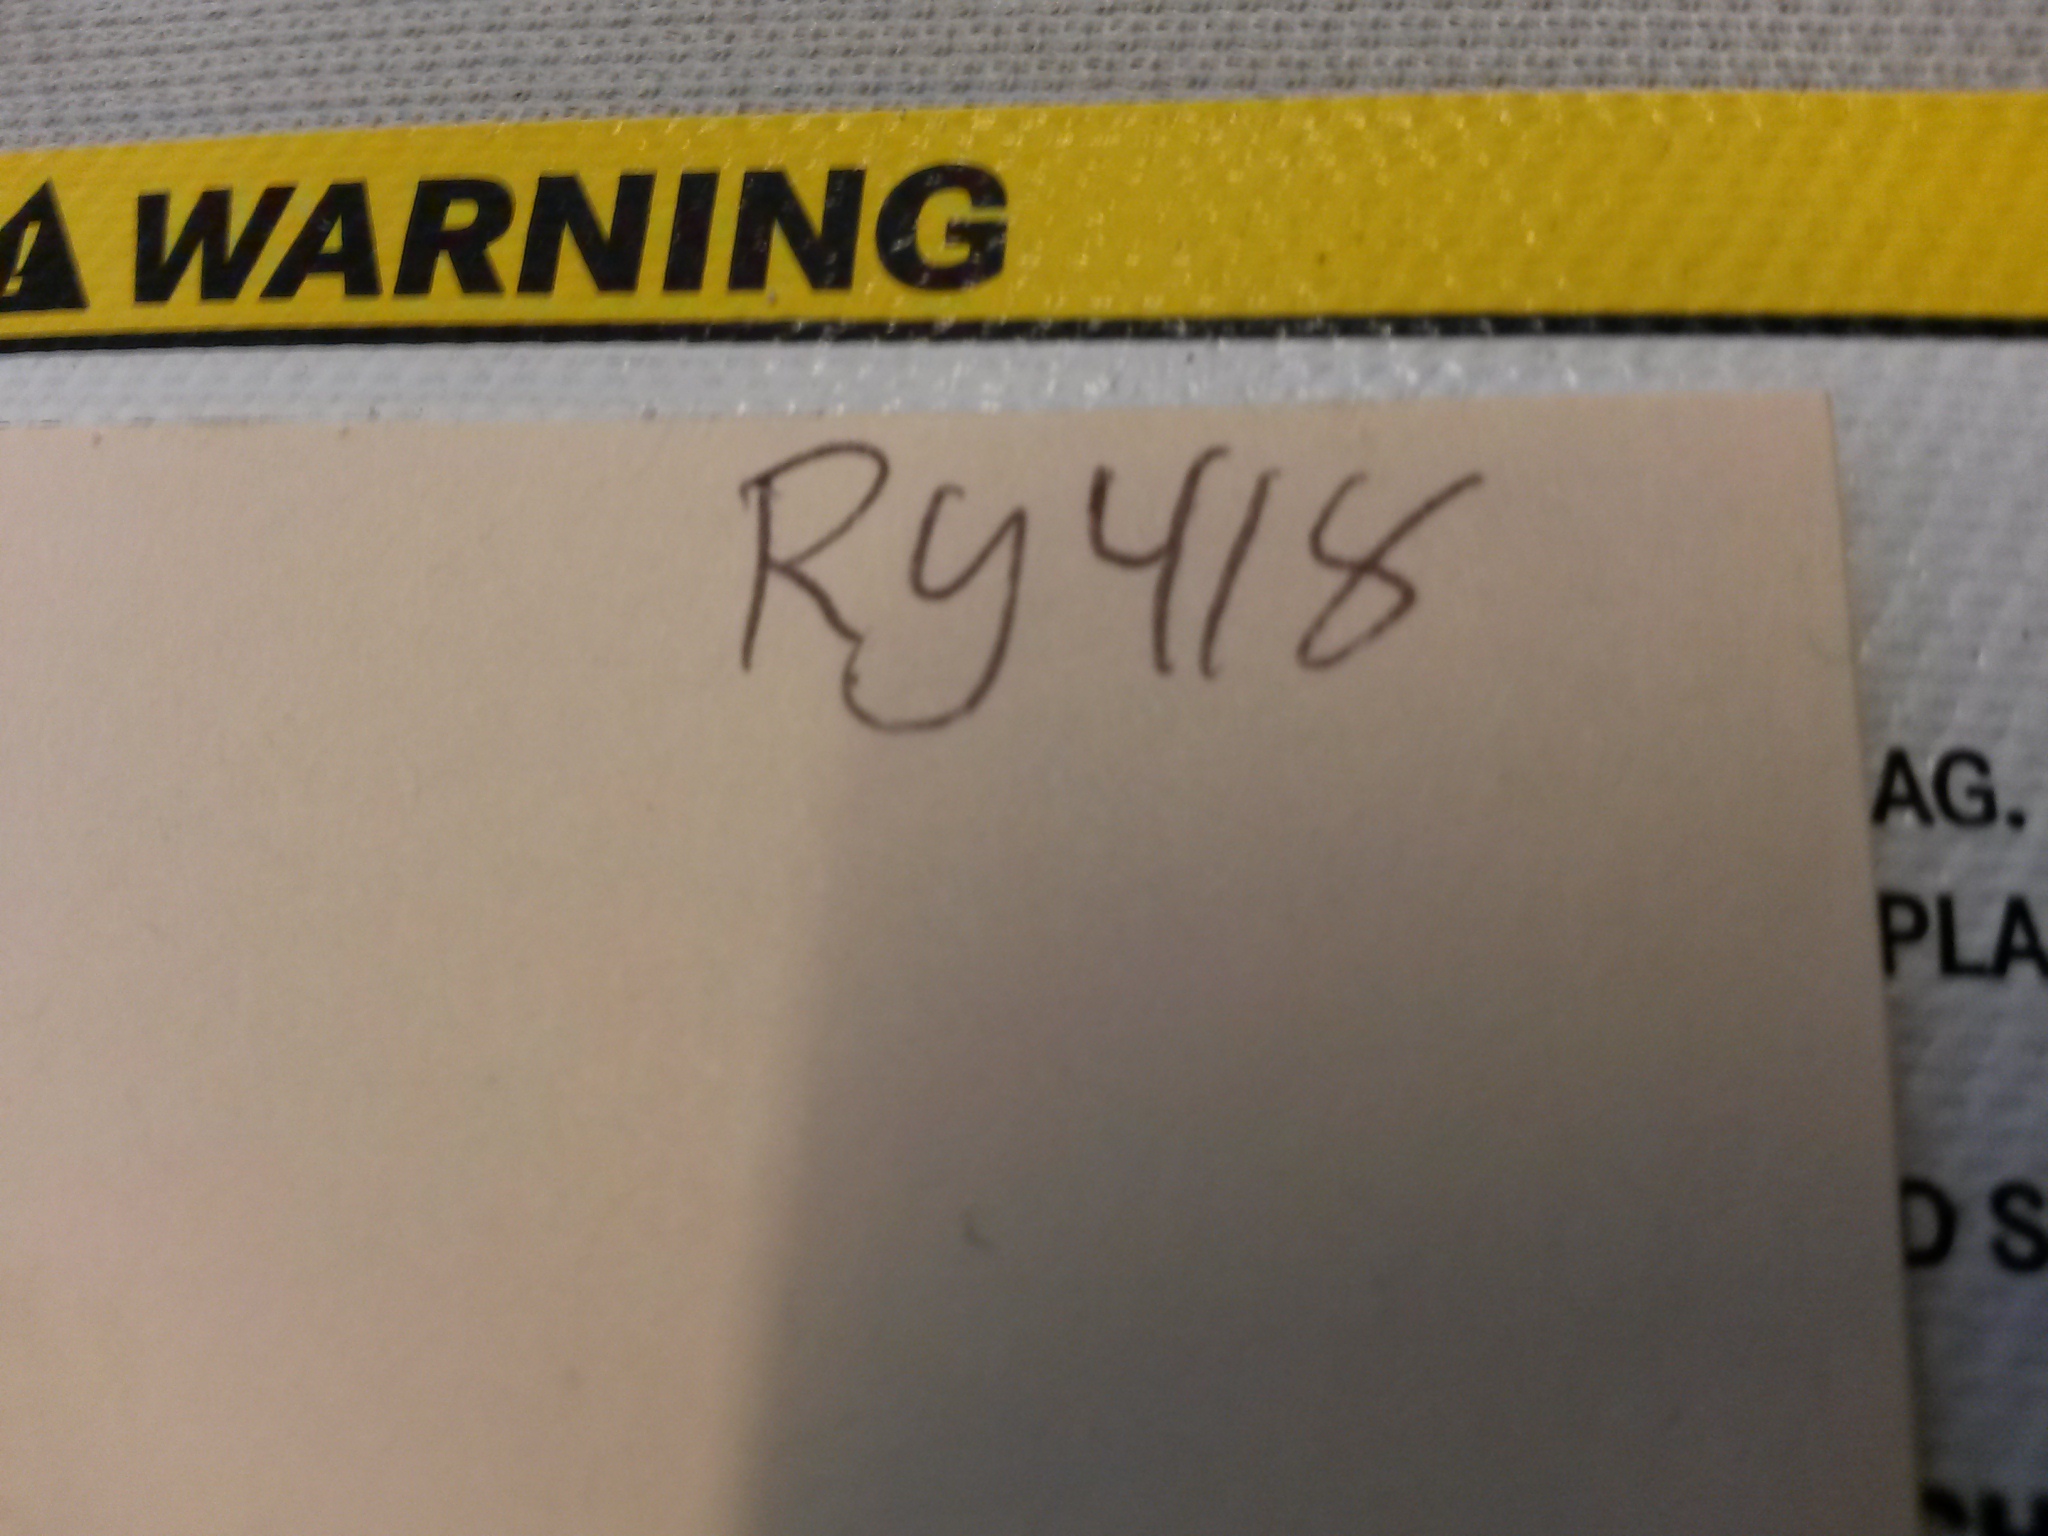 WARNING
Ry418
AG.
PLA
D S